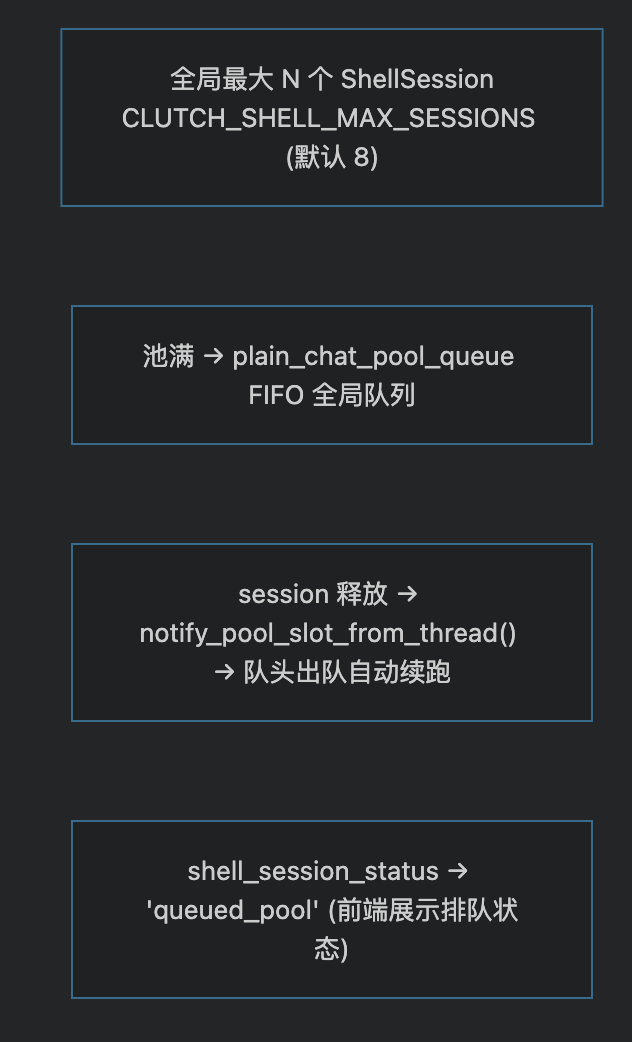 全局最大 N 个 ShellSession
CLUTCH_SHELL_MAX_SESSIONS
(默认 8)
池满 → plain_chat_pool_queue
FIFO 全局队列
session 释放 →
notify_pool_slot_from_thread()
→ 队头出队自动续跑
shell_session_status →
'queued_pool' (前端展示排队状
态)